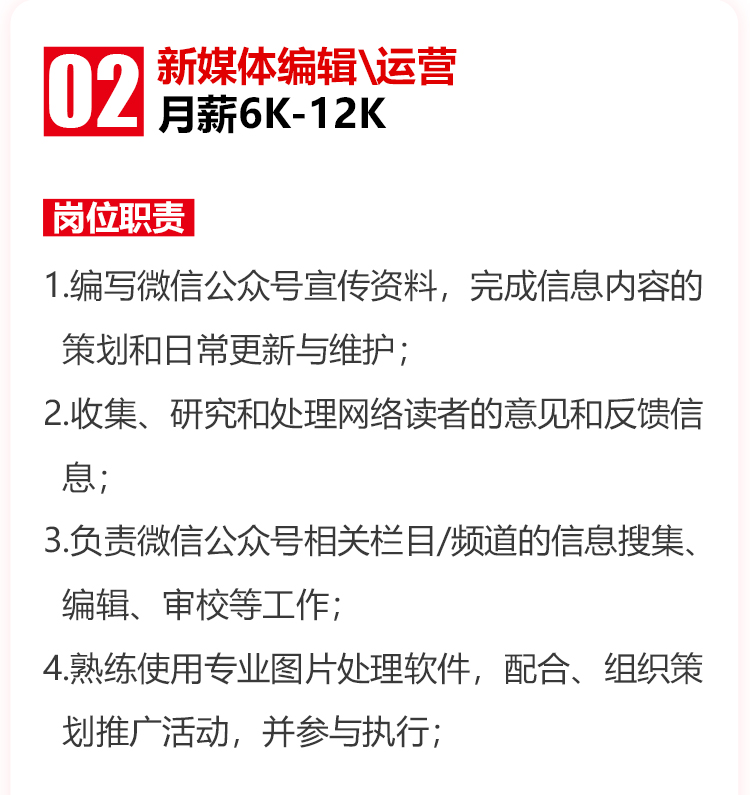 02
新媒体编辑\运营
月薪6K-12K
岗位职责
1.编写微信公众号宣传资料，完成信息内容的
策划和日常更新与维护；
2.收集、研究和处理网络读者的意见和反馈信
息；
3.负责微信公众号相关栏目/频道的信息搜集、
编辑、审校等工作；
4.熟练使用专业图片处理软件，配合、组织策
划推广活动，并参与执行；